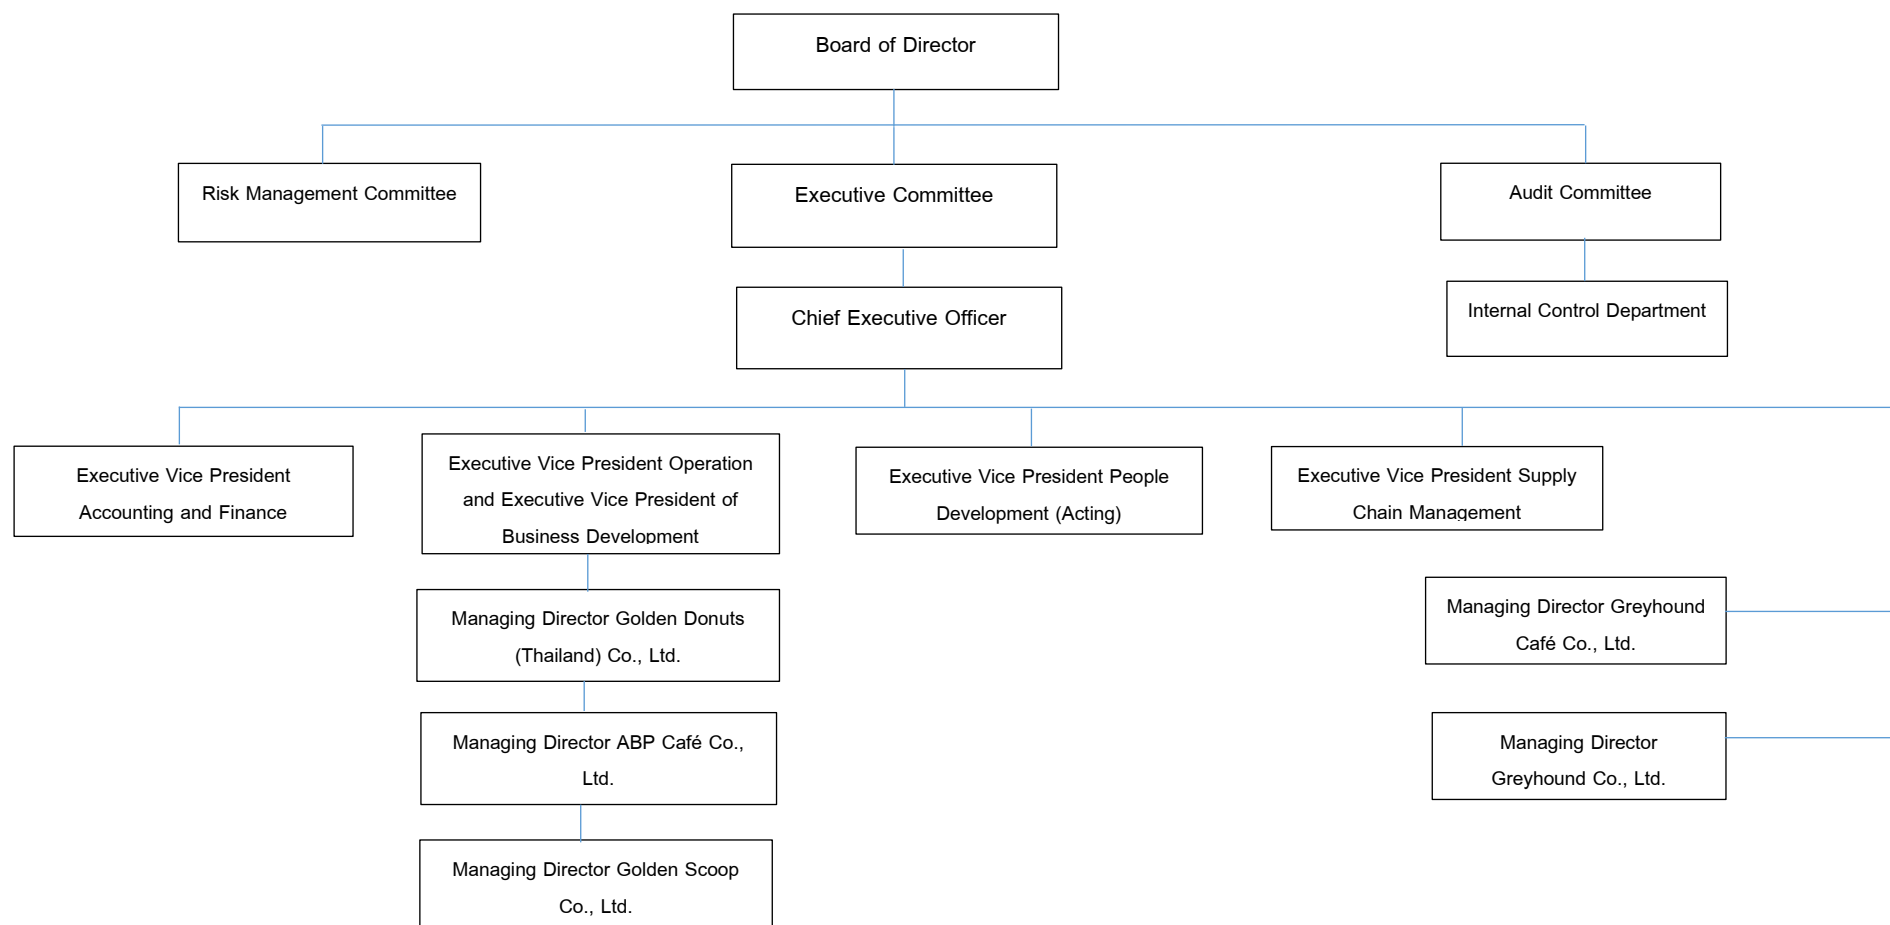 Board of Director
Risk Management Committee
Executive Committee
Audit Committee
Chief Executive Officer
Internal Control Department
Executive Vice President
Accounting and Finance
Executive Vice President Operation
and Executive Vice President of
Business Development
Executive Vice President People
Development (Acting)
Executive Vice President Supply
Chain Management
Managing Director Golden Donuts
(Thailand) Co., Ltd.
Managing Director Greyhound
Café Co., Ltd.
Managing Director ABP Café Co.,
Ltd.
Managing Director
Greyhound Co., Ltd.
Managing Director Golden Scoop
Co., Ltd.